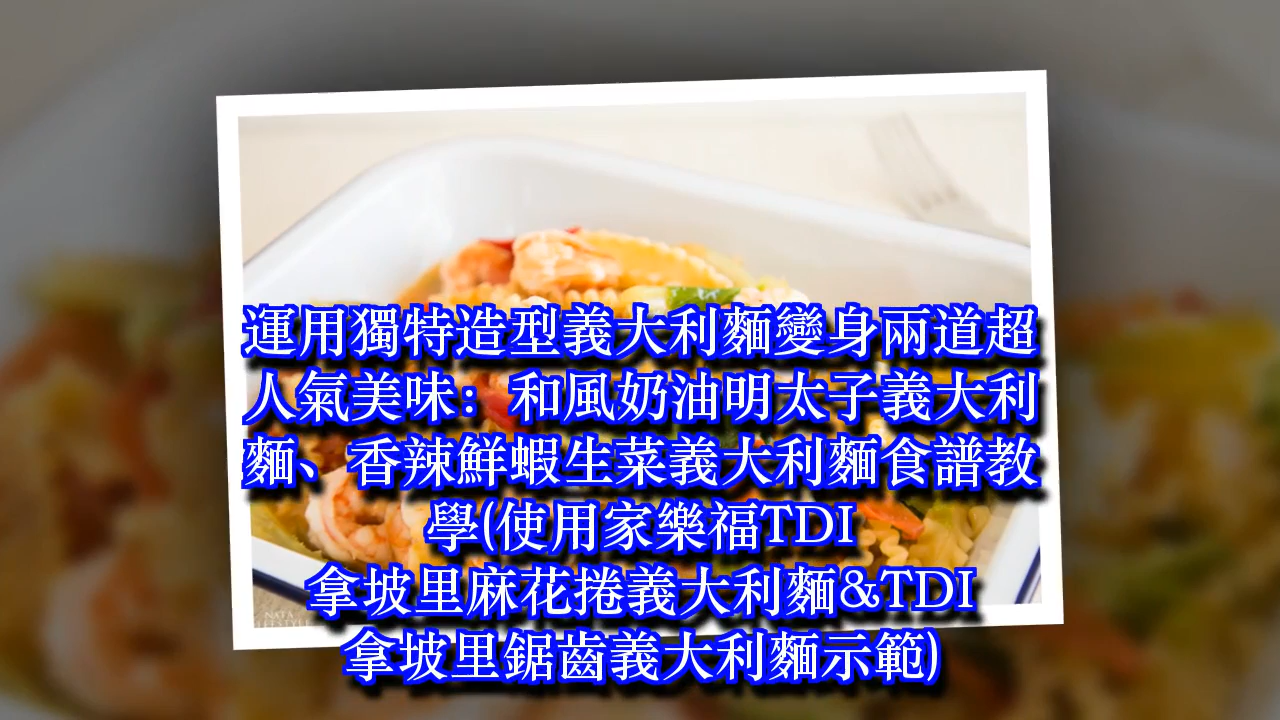 運用獨特造型義大利麵變身兩道超
人氣美味：和風奶油明太子義大利
麵、香辣鮮蝦生菜義大利麵食譜教
學(使用家樂福TDI
拿坡里麻花捲義大利麵&TDI
拿坡里鋸齒義大利麵示範)